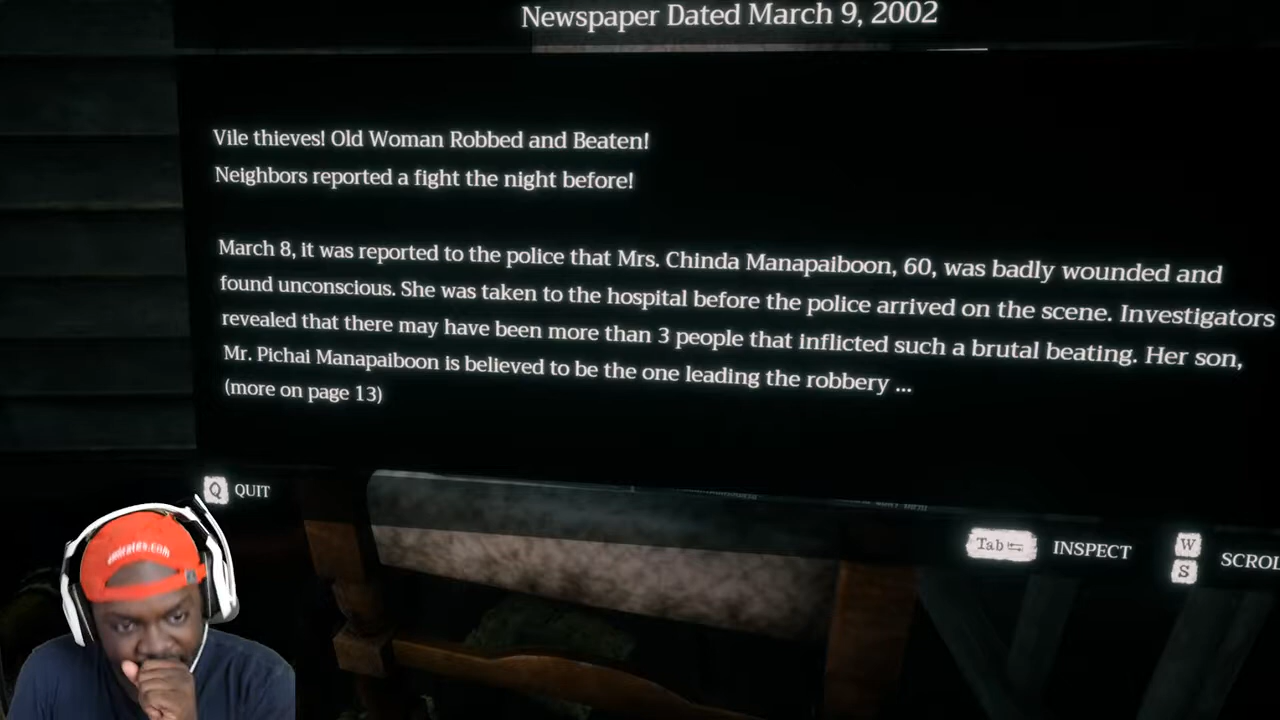 Newspaper Dated March 9, 2002
Vile thieves! Old Woman Robbed and Beaten!
Neighbors reported a fight the night before!
March 8, it was reported to the police that Mrs. Chinda Manapaiboon, 60, was badly wounded and
found unconscious. She was taken to the hospital before the police arrived on the scene. Investigators
revealed that there may have been more than 3 people that inflicted such a brutal beating. Her son,
Mr. Pichai Manapaiboon is believed to be the one leading the robbery ...
(more on page 13)
Q QUIT
Tab INSPECT
W
S SCROL
emirates.com